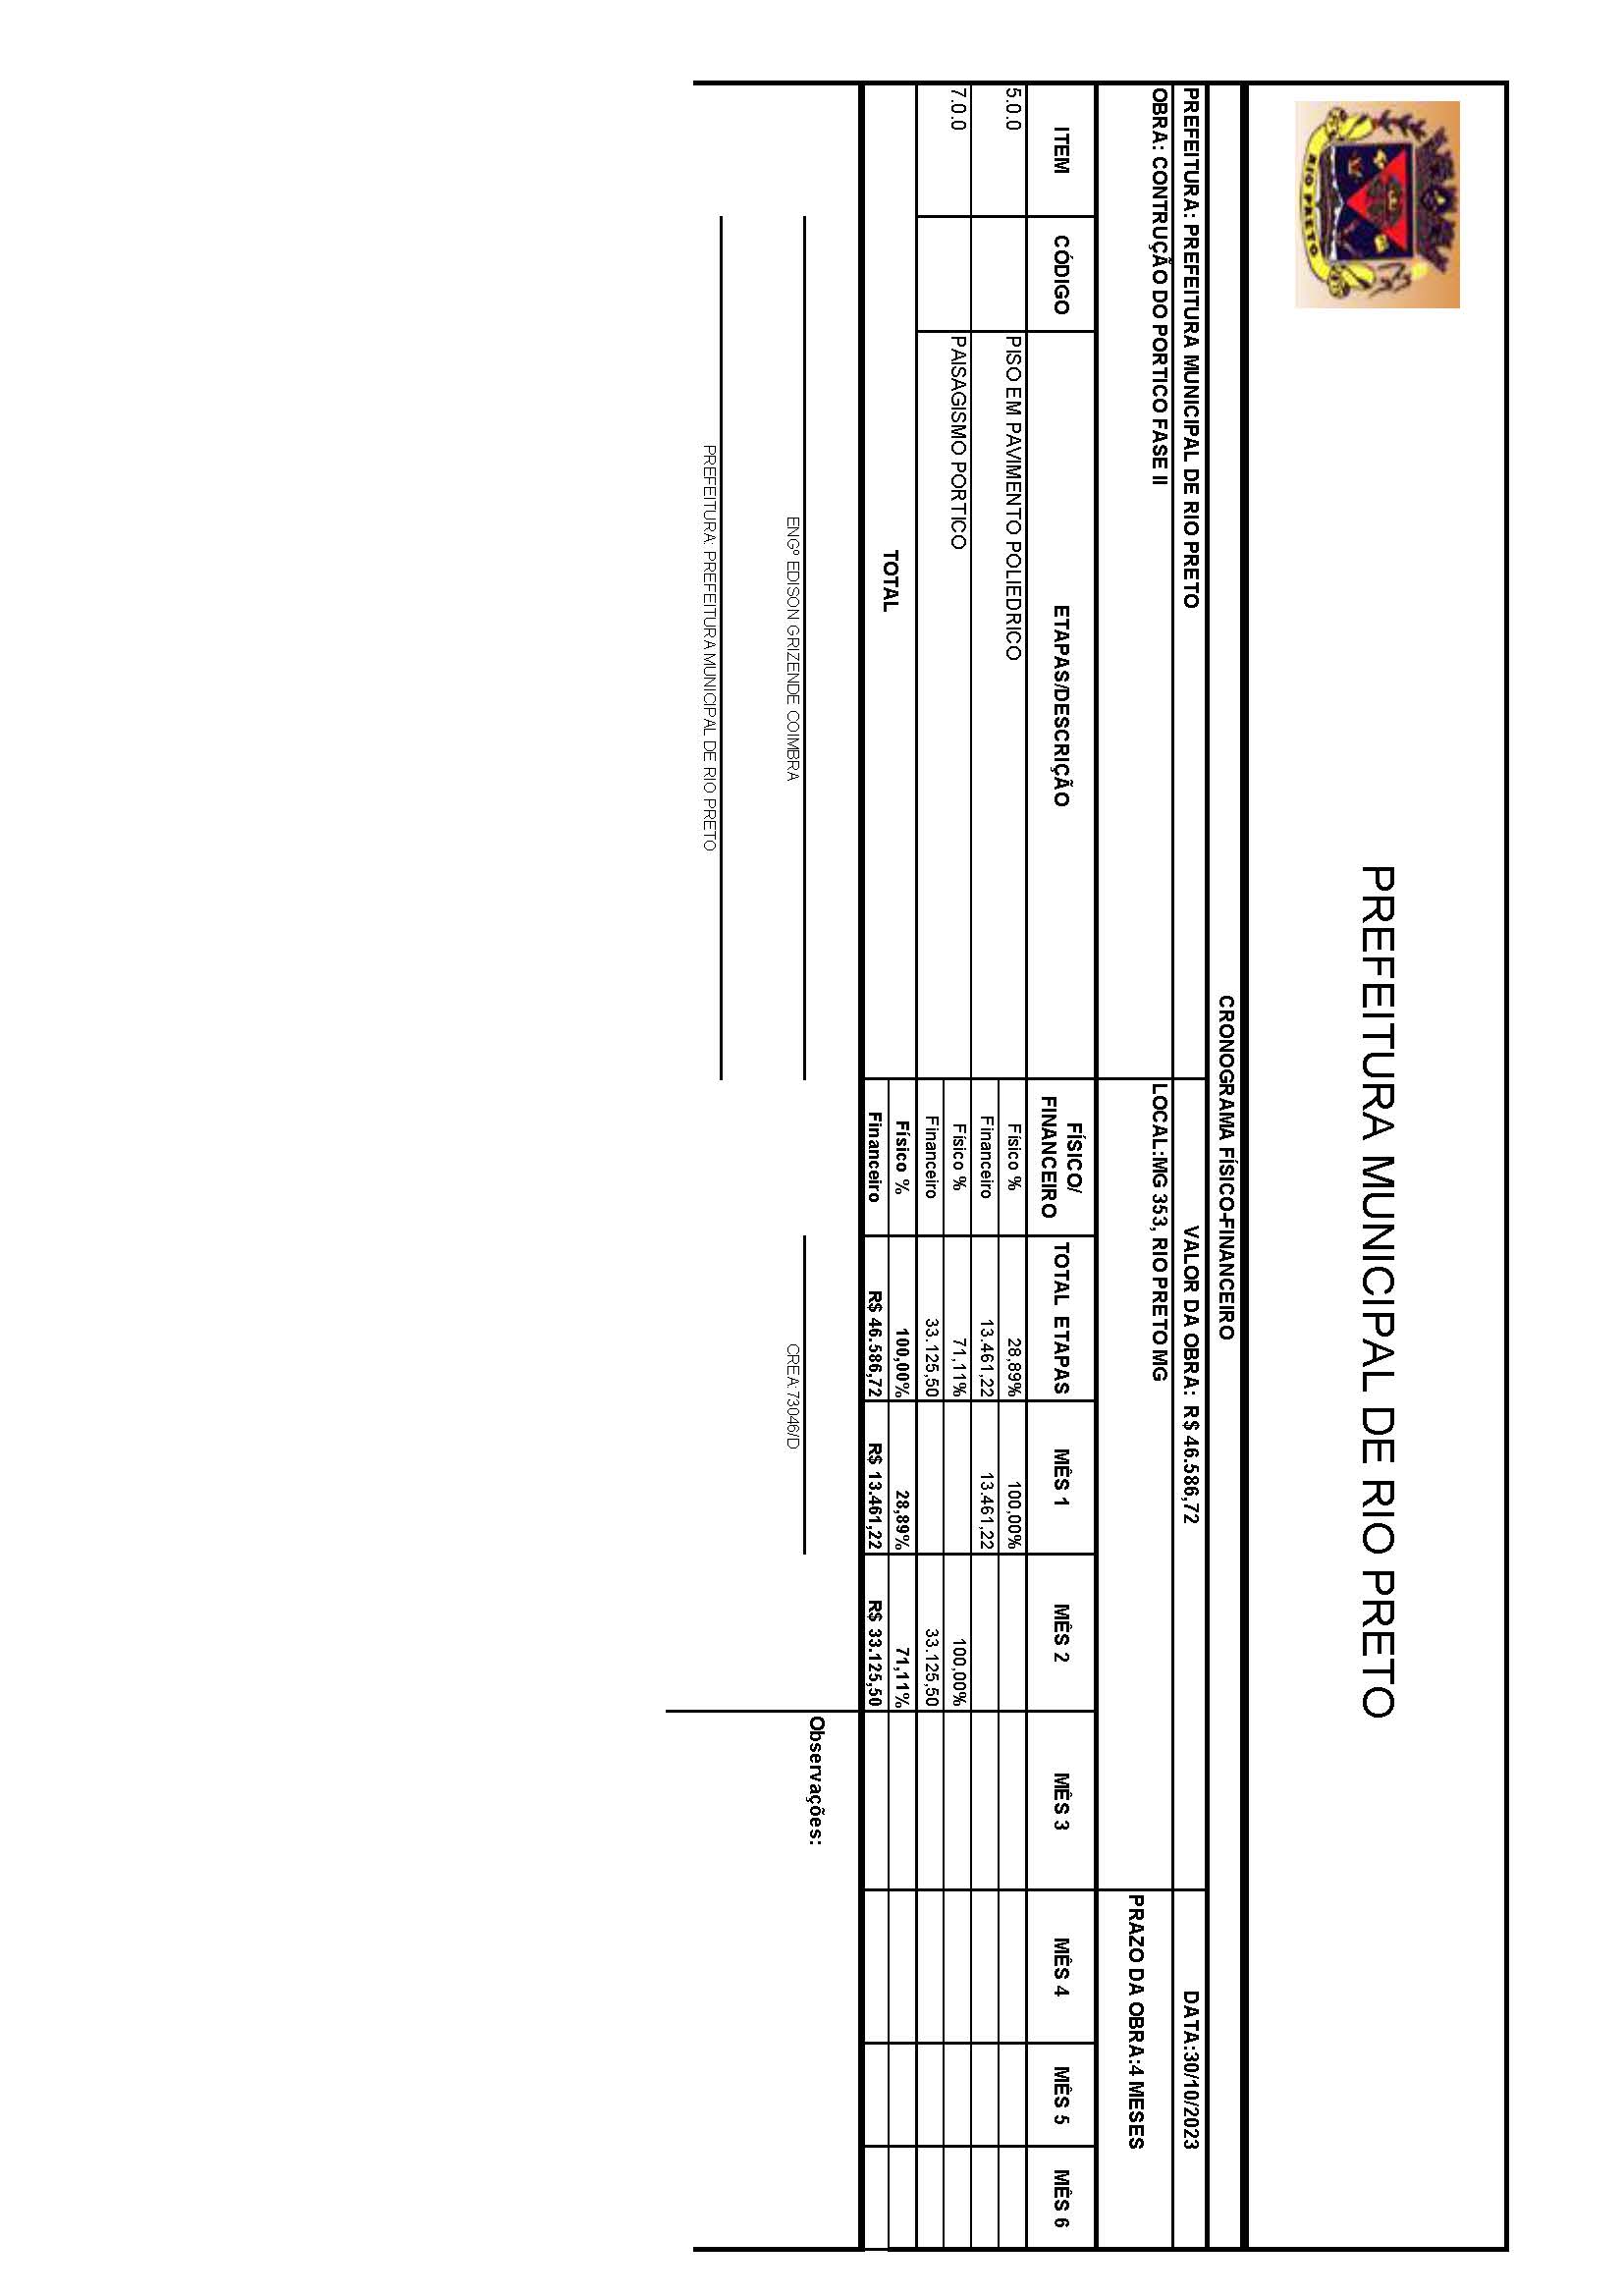 RIO PRETO
PREFEITURA MUNICIPAL DE RIO PRETO
CRONOGRAMA FÍSICO-FINANCEIRO
PREFEITURA: PREFEITURA MUNICIPAL DE RIO PRETO VALOR DA OBRA: R$ 46.586,72 DATA:30/10/2023
OBRA: CONTRUÇÃO DO PORTICO FASE II LOCAL:MG 353, RIO PRETO MG PRAZO DA OBRA:4 MESES
ITEM CÓDIGO ETAPAS/DESCRIÇÃO FÍSICO/ FINANCEIRO TOTAL ETAPAS MÊS 1 MÊS 2 MÊS 3 MÊS 4 MÊS 5 MÊS 6
5.0.0 PISO EM PAVIMENTO POLIEDRICO Físico % 28,89% 100,00%
Financeiro 13.461,22 13.461,22
7.0.0 PAISAGISMO PORTICO Físico % 71,11% 100,00%
Financeiro 33.125,50 33.125,50
TOTAL Físico % 100,00% 28,89% 71,11%
Financeiro R$ 46.586,72 R$ 13.461,22 R$ 33.125,50
Observações:
ENGº EDISON GRIZENDE COIMBRA CREA:73046/D
PREFEITURA: PREFEITURA MUNICIPAL DE RIO PRETO